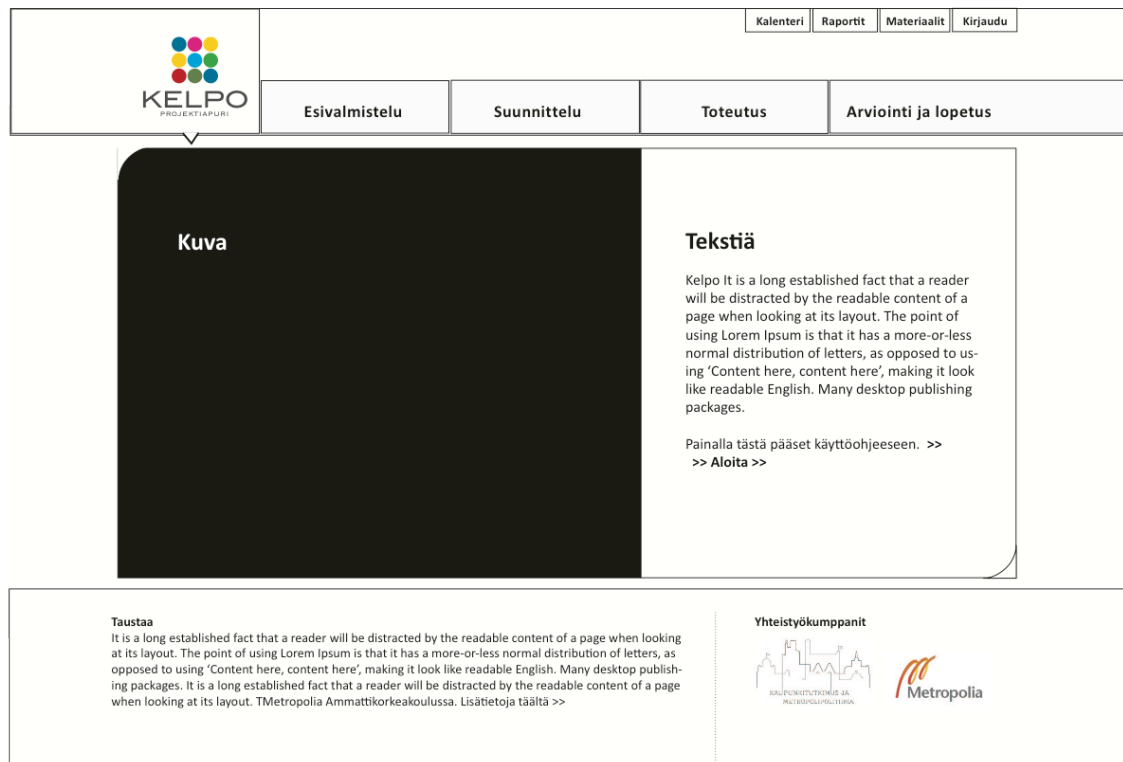 Kalenteri Raportit Materiaalit Kirjaudu
KELPO
PROJEKTIAPURI
Esivalmistelu Suunnittelu Toteutus Arviointi ja lopetus
Kuva
Tekstiä
Kelpo It is a long established fact that a reader
will be distracted by the readable content of a
page when looking at its layout. The point of
using Lorem Ipsum is that it has a more-or-less
normal distribution of letters, as opposed to us-
ing ‘Content here, content here’, making it look
like readable English. Many desktop publishing
packages.
Painalla tästä pääset käyttöohjeeseen. >>
>> Aloita >>
Taustaa
It is a long established fact that a reader will be distracted by the readable content of a page when looking
at its layout. The point of using Lorem Ipsum is that it has a more-or-less normal distribution of letters, as
opposed to using ‘Content here, content here’, making it look like readable English. Many desktop publish-
ing packages. It is a long established fact that a reader will be distracted by the readable content of a page
when looking at its layout. TMetropolia Ammattikorkeakoulussa. Lisätietoja täältä >>
Yhteistyökumppanit
KAUPUNKITUTKIMUS JA
METROPOLIPOLITIIKKA
Metropolia